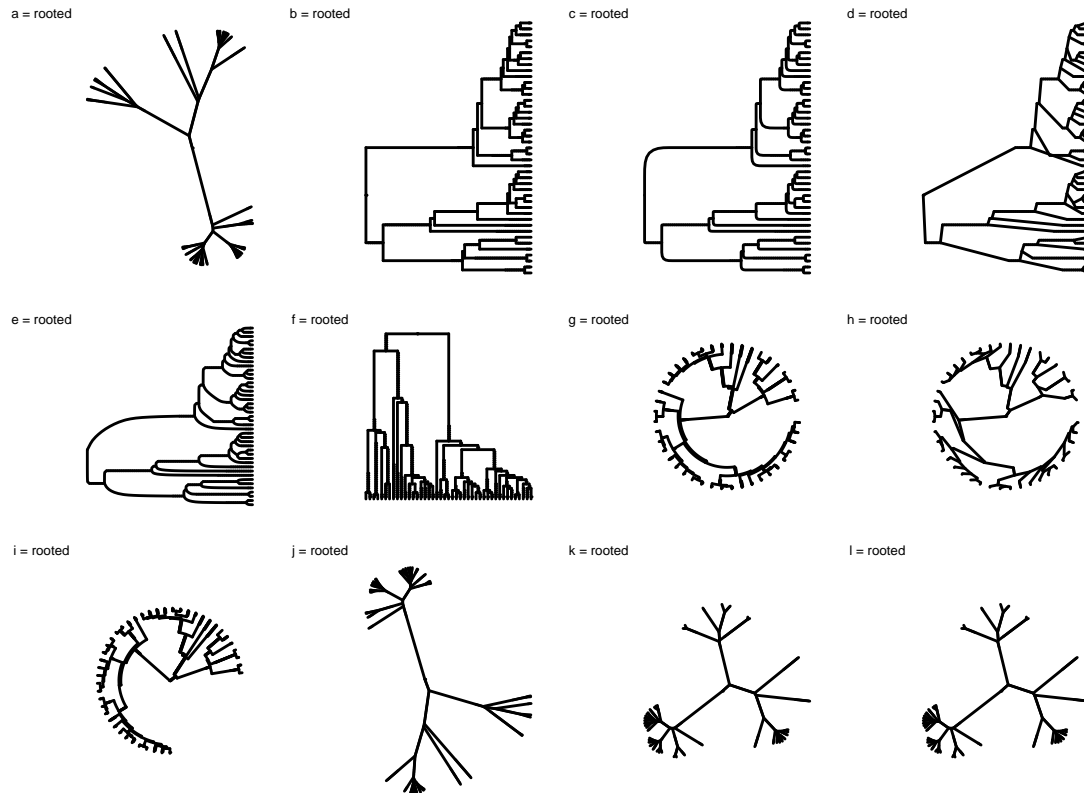 a = rooted
b = rooted
c = rooted
d = rooted
e = rooted
f = rooted
g = rooted
h = rooted
i = rooted
j = rooted
k = rooted
l = rooted